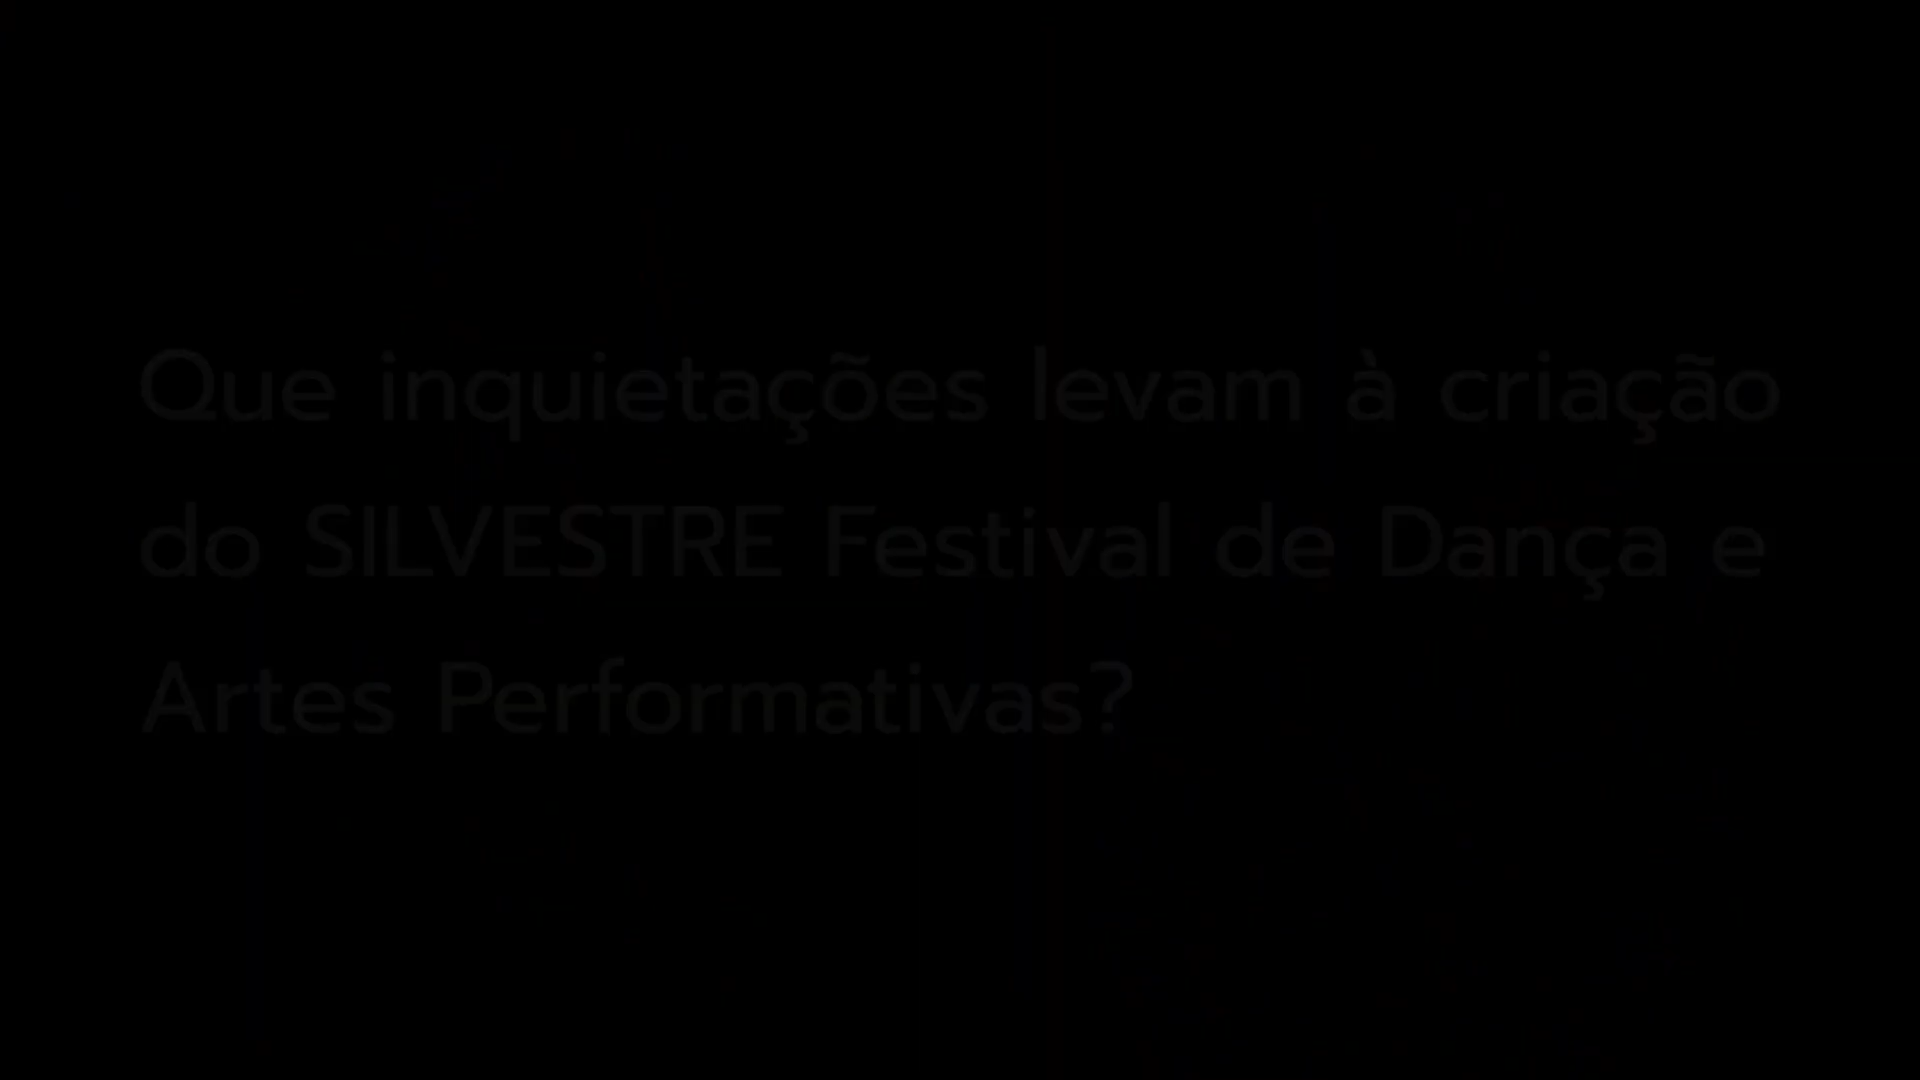 Que inquietações levam à criação
do SILVESTRE Festival de Dança e
Artes Performativas?